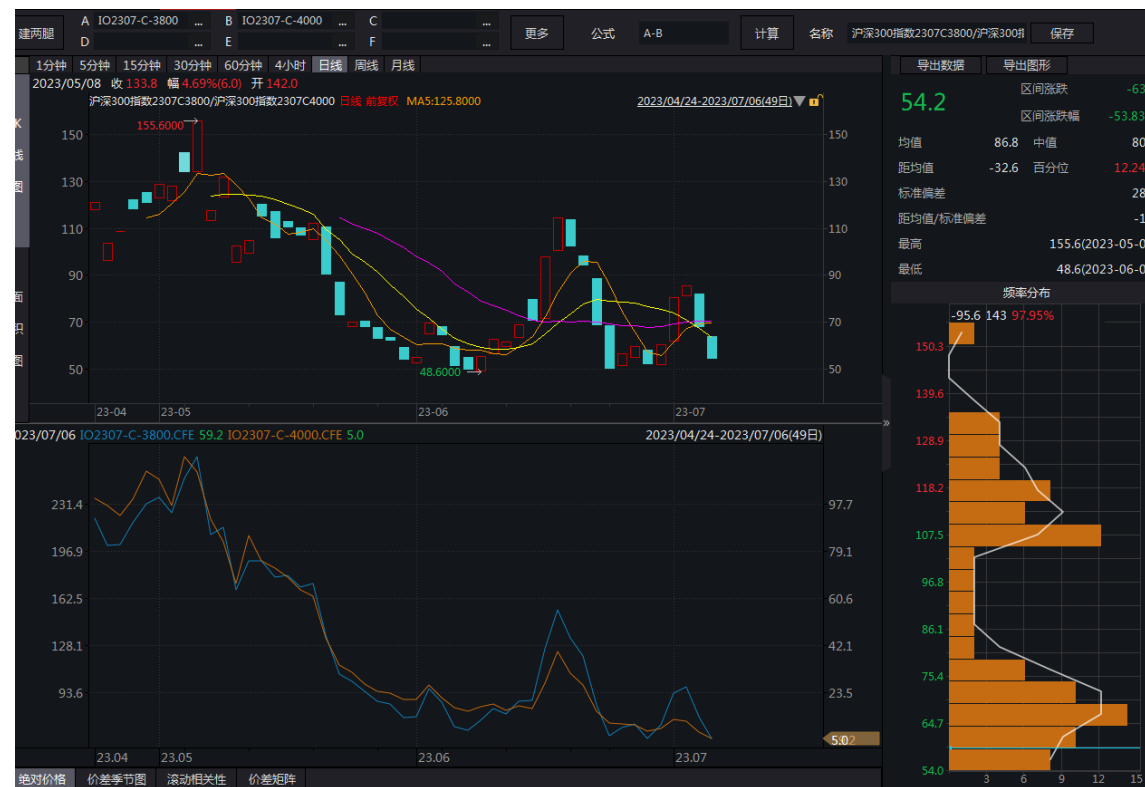 建两腿 A IO2307-C-3800 ... B IO2307-C-4000 ... C ... 更多 公式 A-B 计算 名称 沪深300指数2307C3800/沪深300指 保存
D ... E ... F ...
1分钟 5分钟 15分钟 30分钟 60分钟 4小时 日线 周线 月线
2023/05/08 收 133.8 幅 4.69%(6.0) 开 142.0
沪深300指数2307C3800/沪深300指数2307C4000 日线 前复权 MA5:125.8000 2023/04/24-2023/07/06(49日)
K
线
图
面
积
图
155.6000
150 150
130 130
110 110
90 90
70 70
50 50
48.6000
23-04 23-05 23-06 23-07
023/07/06 IO2307-C-3800.CFE 59.2 IO2307-C-4000.CFE 5.0 2023/04/24-2023/07/06(49日)
231.4 97.7
196.9 79.1
162.5 60.6
128.1 42.1
93.6 23.5
5.0
23.04 23.05 23.06 23.07
绝对价格 价差季节图 滚动相关性 价差矩阵
导出数据 导出图形
54.2 区间涨跌 -63
区间涨跌幅 -53.83
均值 86.8 中值 80
距均值 -32.6 百分位 12.24
标准偏差 28
距均值/标准偏差 -1
最高 155.6(2023-05-0
最低 48.6(2023-06-0
»
频率分布
-95.6 143 97.95%
150.3
139.6
128.9
118.2
107.5
96.8
86.1
75.4
64.7
54.0
3 6 9 12 15